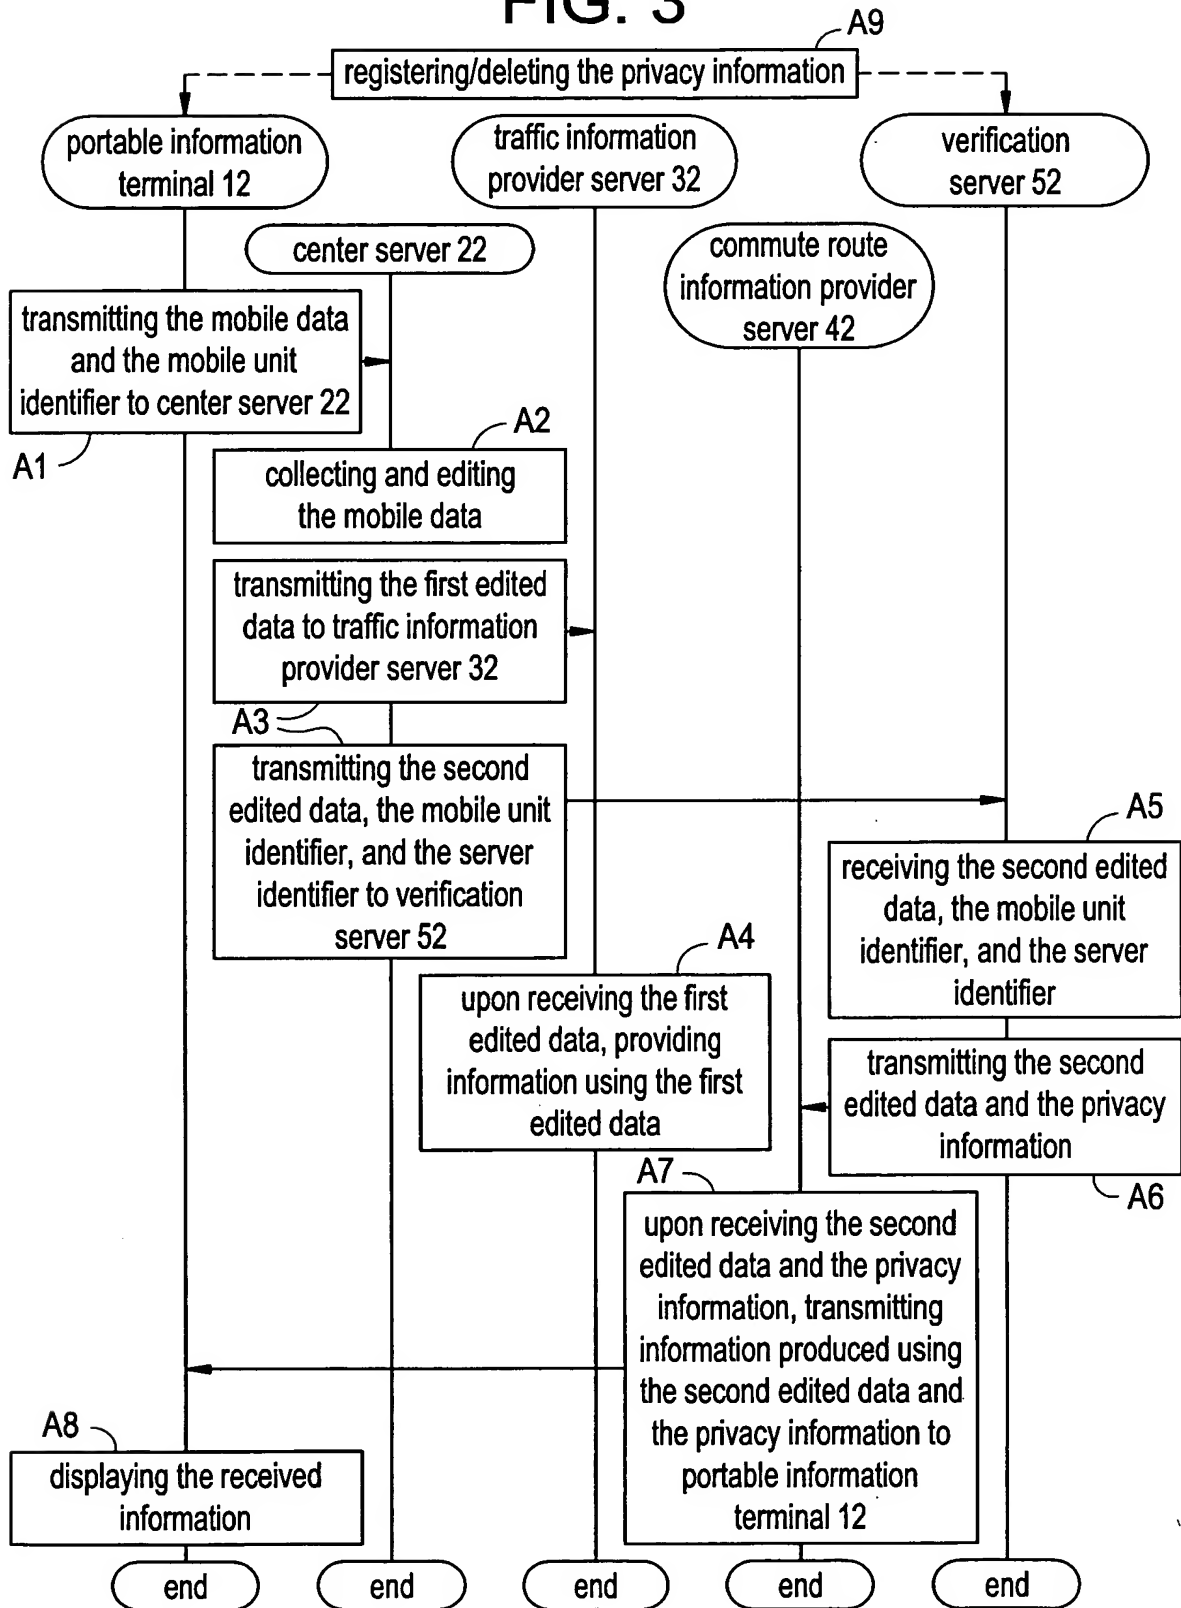 FIG. 3
A9
registering/deleting the privacy information
portable information
terminal 12
traffic information
provider server 32
verification
server 52
center server 22
commute route
information provider
server 42
transmitting the mobile data
and the mobile unit
identifier to center server 22
A1
A2
collecting and editing
the mobile data
transmitting the first edited
data to traffic information
provider server 32
A3
transmitting the second
edited data, the mobile unit
identifier, and the server
identifier to verification
server 52
A5
receiving the second edited
data, the mobile unit
identifier, and the server
identifier
A4
upon receiving the first
edited data, providing
information using the first
edited data
transmitting the second
edited data and the privacy
information
A6
A7
upon receiving the second
edited data and the privacy
information, transmitting
information produced using
the second edited data and
the privacy information to
portable information
terminal 12
A8
displaying the received
information
end
end
end
end
end